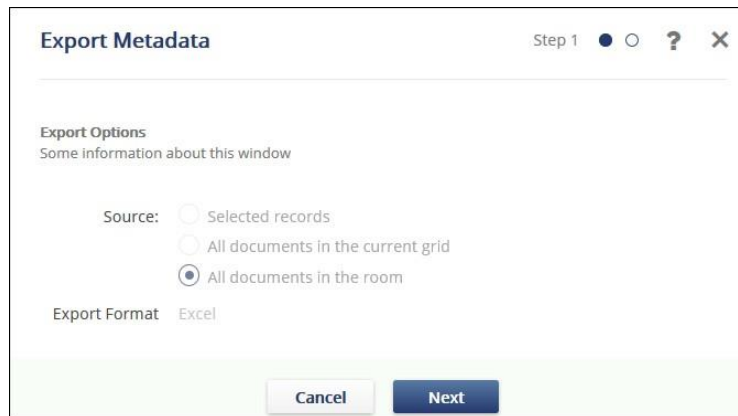 Export Metadata
Step 1 ?
Export Options
Some information about this window
Source: Selected records
All documents in the current grid
All documents in the room
Export Format Excel
Cancel Next